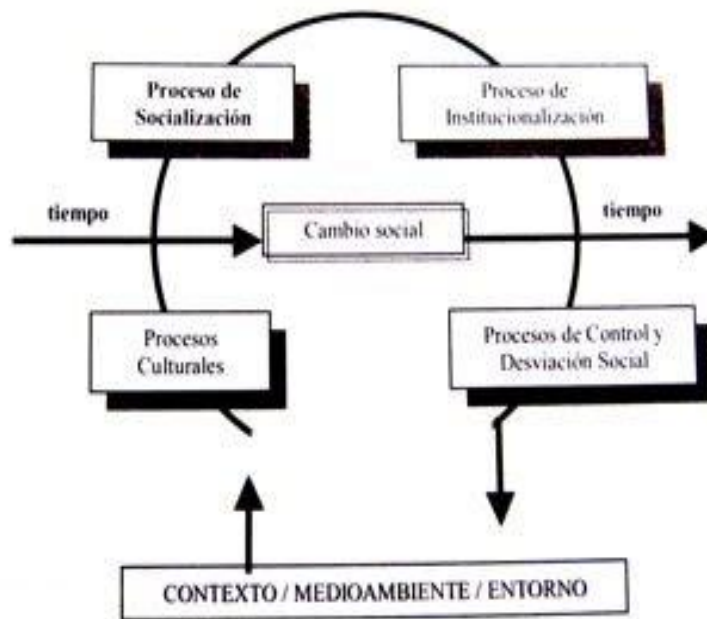 Proceso de
Socialización
Proceso de
Institucionalización
tiempo
Cambio social
tiempo
Procesos
Culturales
Procesos de Control y
Desviación Social
CONTEXTO / MEDIOAMBIENTE / ENTORNO